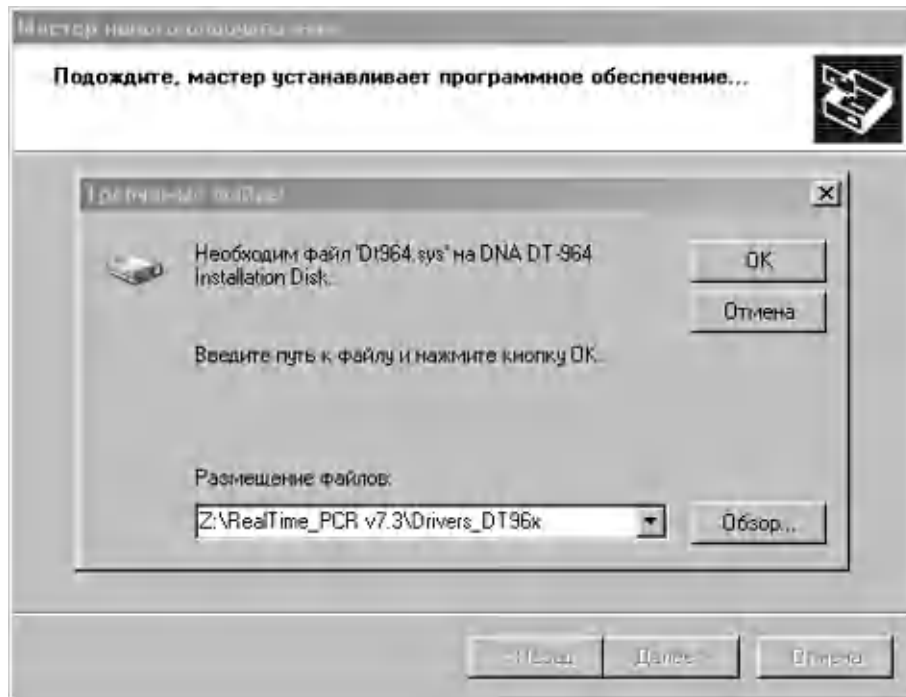 Подождите, мастер устанавливает программное обеспечение...
Необходим файл 'Dt964.sys' на DNA DT-964
Installation Disk.
OK
Отмена
Введите путь к файлу и нажмите кнопку OK.
Размещение файлов:
Z:\RealTime_PCR v7.3\Drivers_DT96x
Обзор...
Далее >
Отмена